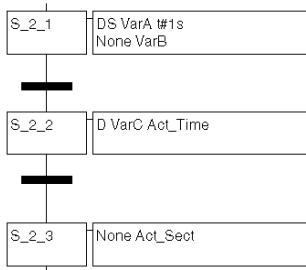 S_2_1
DS VarA t#1s
None VarB
S_2_2
D VarC Act_Time
S_2_3
None Act_Sect